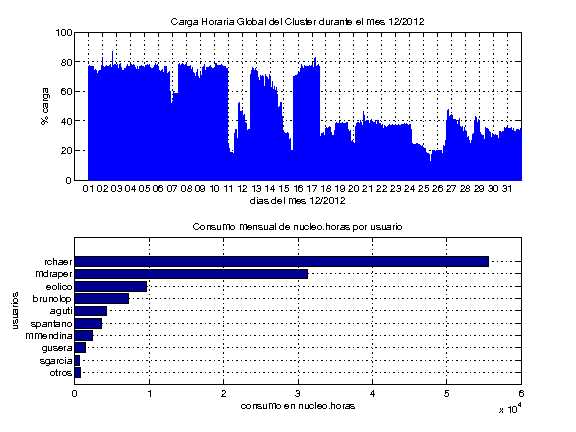 Carga Horaria Global del Cluster durante el mes 12/2012
100
80
60
40
20
0
% carga
01 02 03 04 05 06 07 08 09 10 11 12 13 14 15 16 17 18 19 20 21 22 23 24 25 26 27 28 29 30 31
dias del mes 12/2012
Consumo mensual de nucleo.horas por usuario
usuarios
rchaer
mdraper
eolico
brunolop
aguti
spantano
mmendina
gusera
sgarcia
otros
0 1 2 3 4 5 6
consumo en nucleo.horas
x 10^4